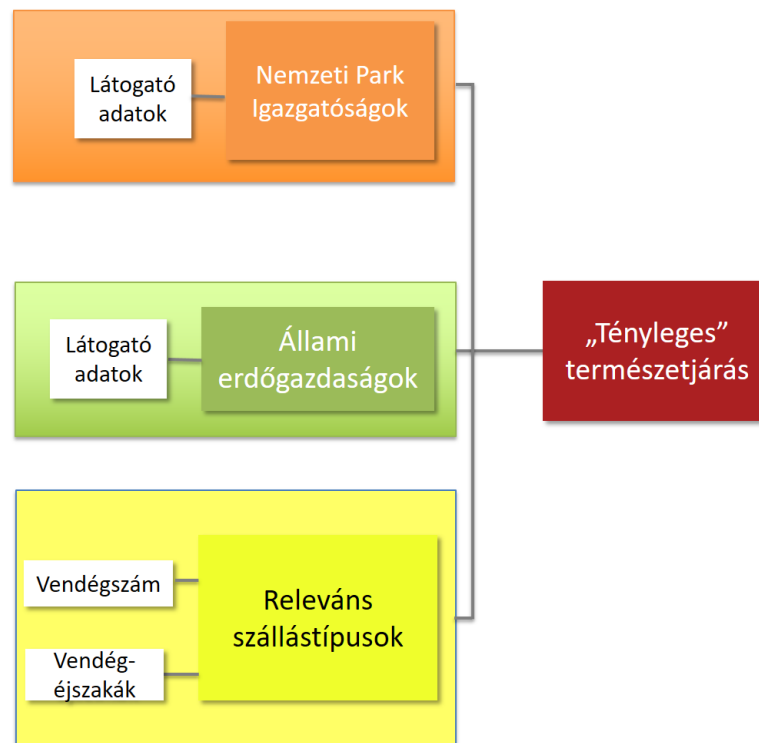 Látogató
adatok
Nemzeti Park
Igazgatóságok
Látogató
adatok
Állami
erdőgazdaságok
„Tényleges”
természetjárás
Vendégszám
Vendég-
éjszakák
Releváns
szállástípusok